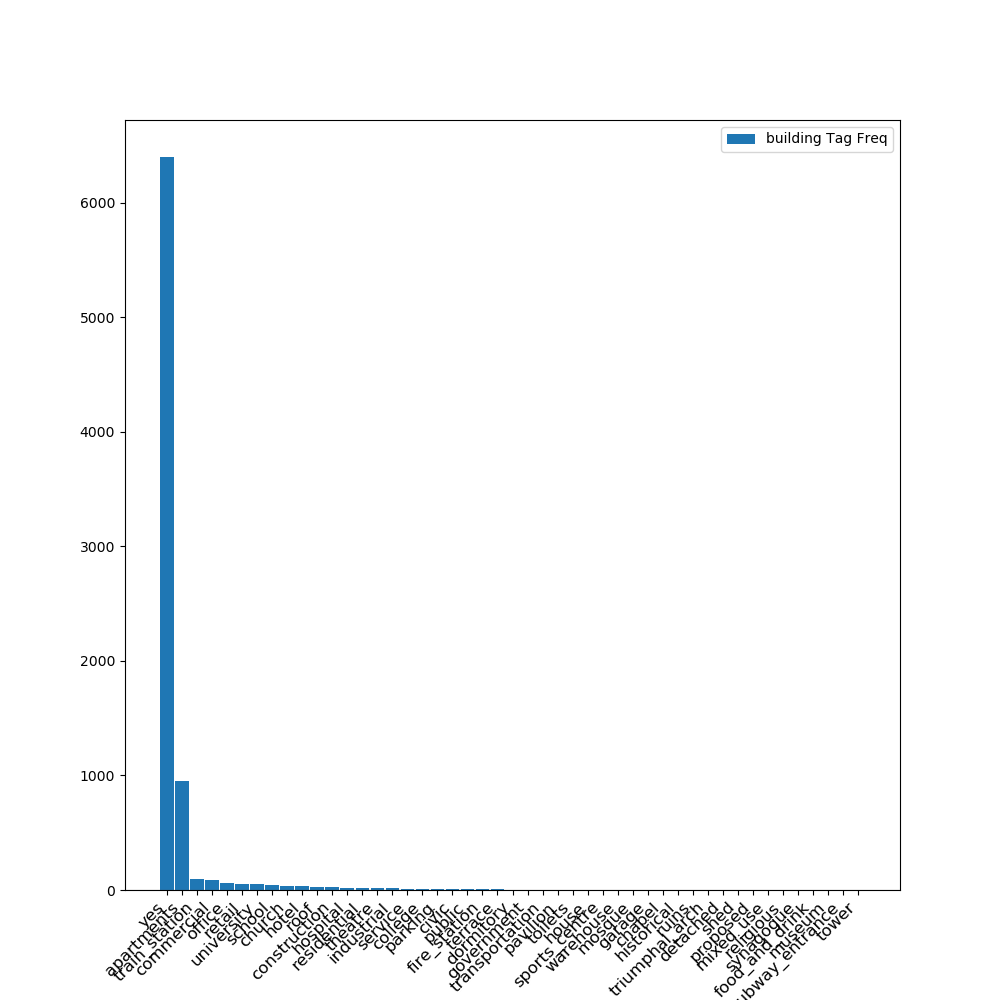 building Tag Freq
6000
5000
4000
3000
2000
1000
0
yes
apartments
train_station
commercial
office
retail
university
school
church
hotel
roof
construction
hospital
residential
theatre
industrial
service
college
parking
civic
public
fire_station
terrace
dormitory
government
transportation
pavilion
toilets
house
sports_centre
warehouse
mosque
garage
chapel
historical
ruins
triumphal_arch
detached
shed
proposed
mixed_use
religious
synagogue
food_and_drink
museum
ubway_entrance
tower